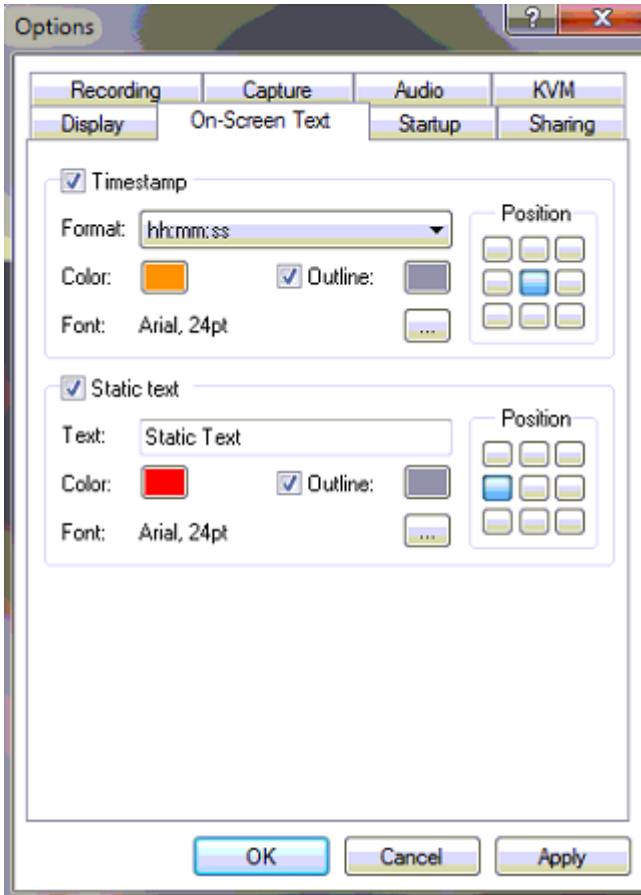 Options
Recording Capture Audio KVM
Display On-Screen Text Startup Sharing
Timestamp
Position
Format: hh:mm:ss
Color: Outline:
Font: Arial, 24pt ...
Static text
Position
Text: Static Text
Color: Outline:
Font: Arial, 24pt ...
OK Cancel Apply